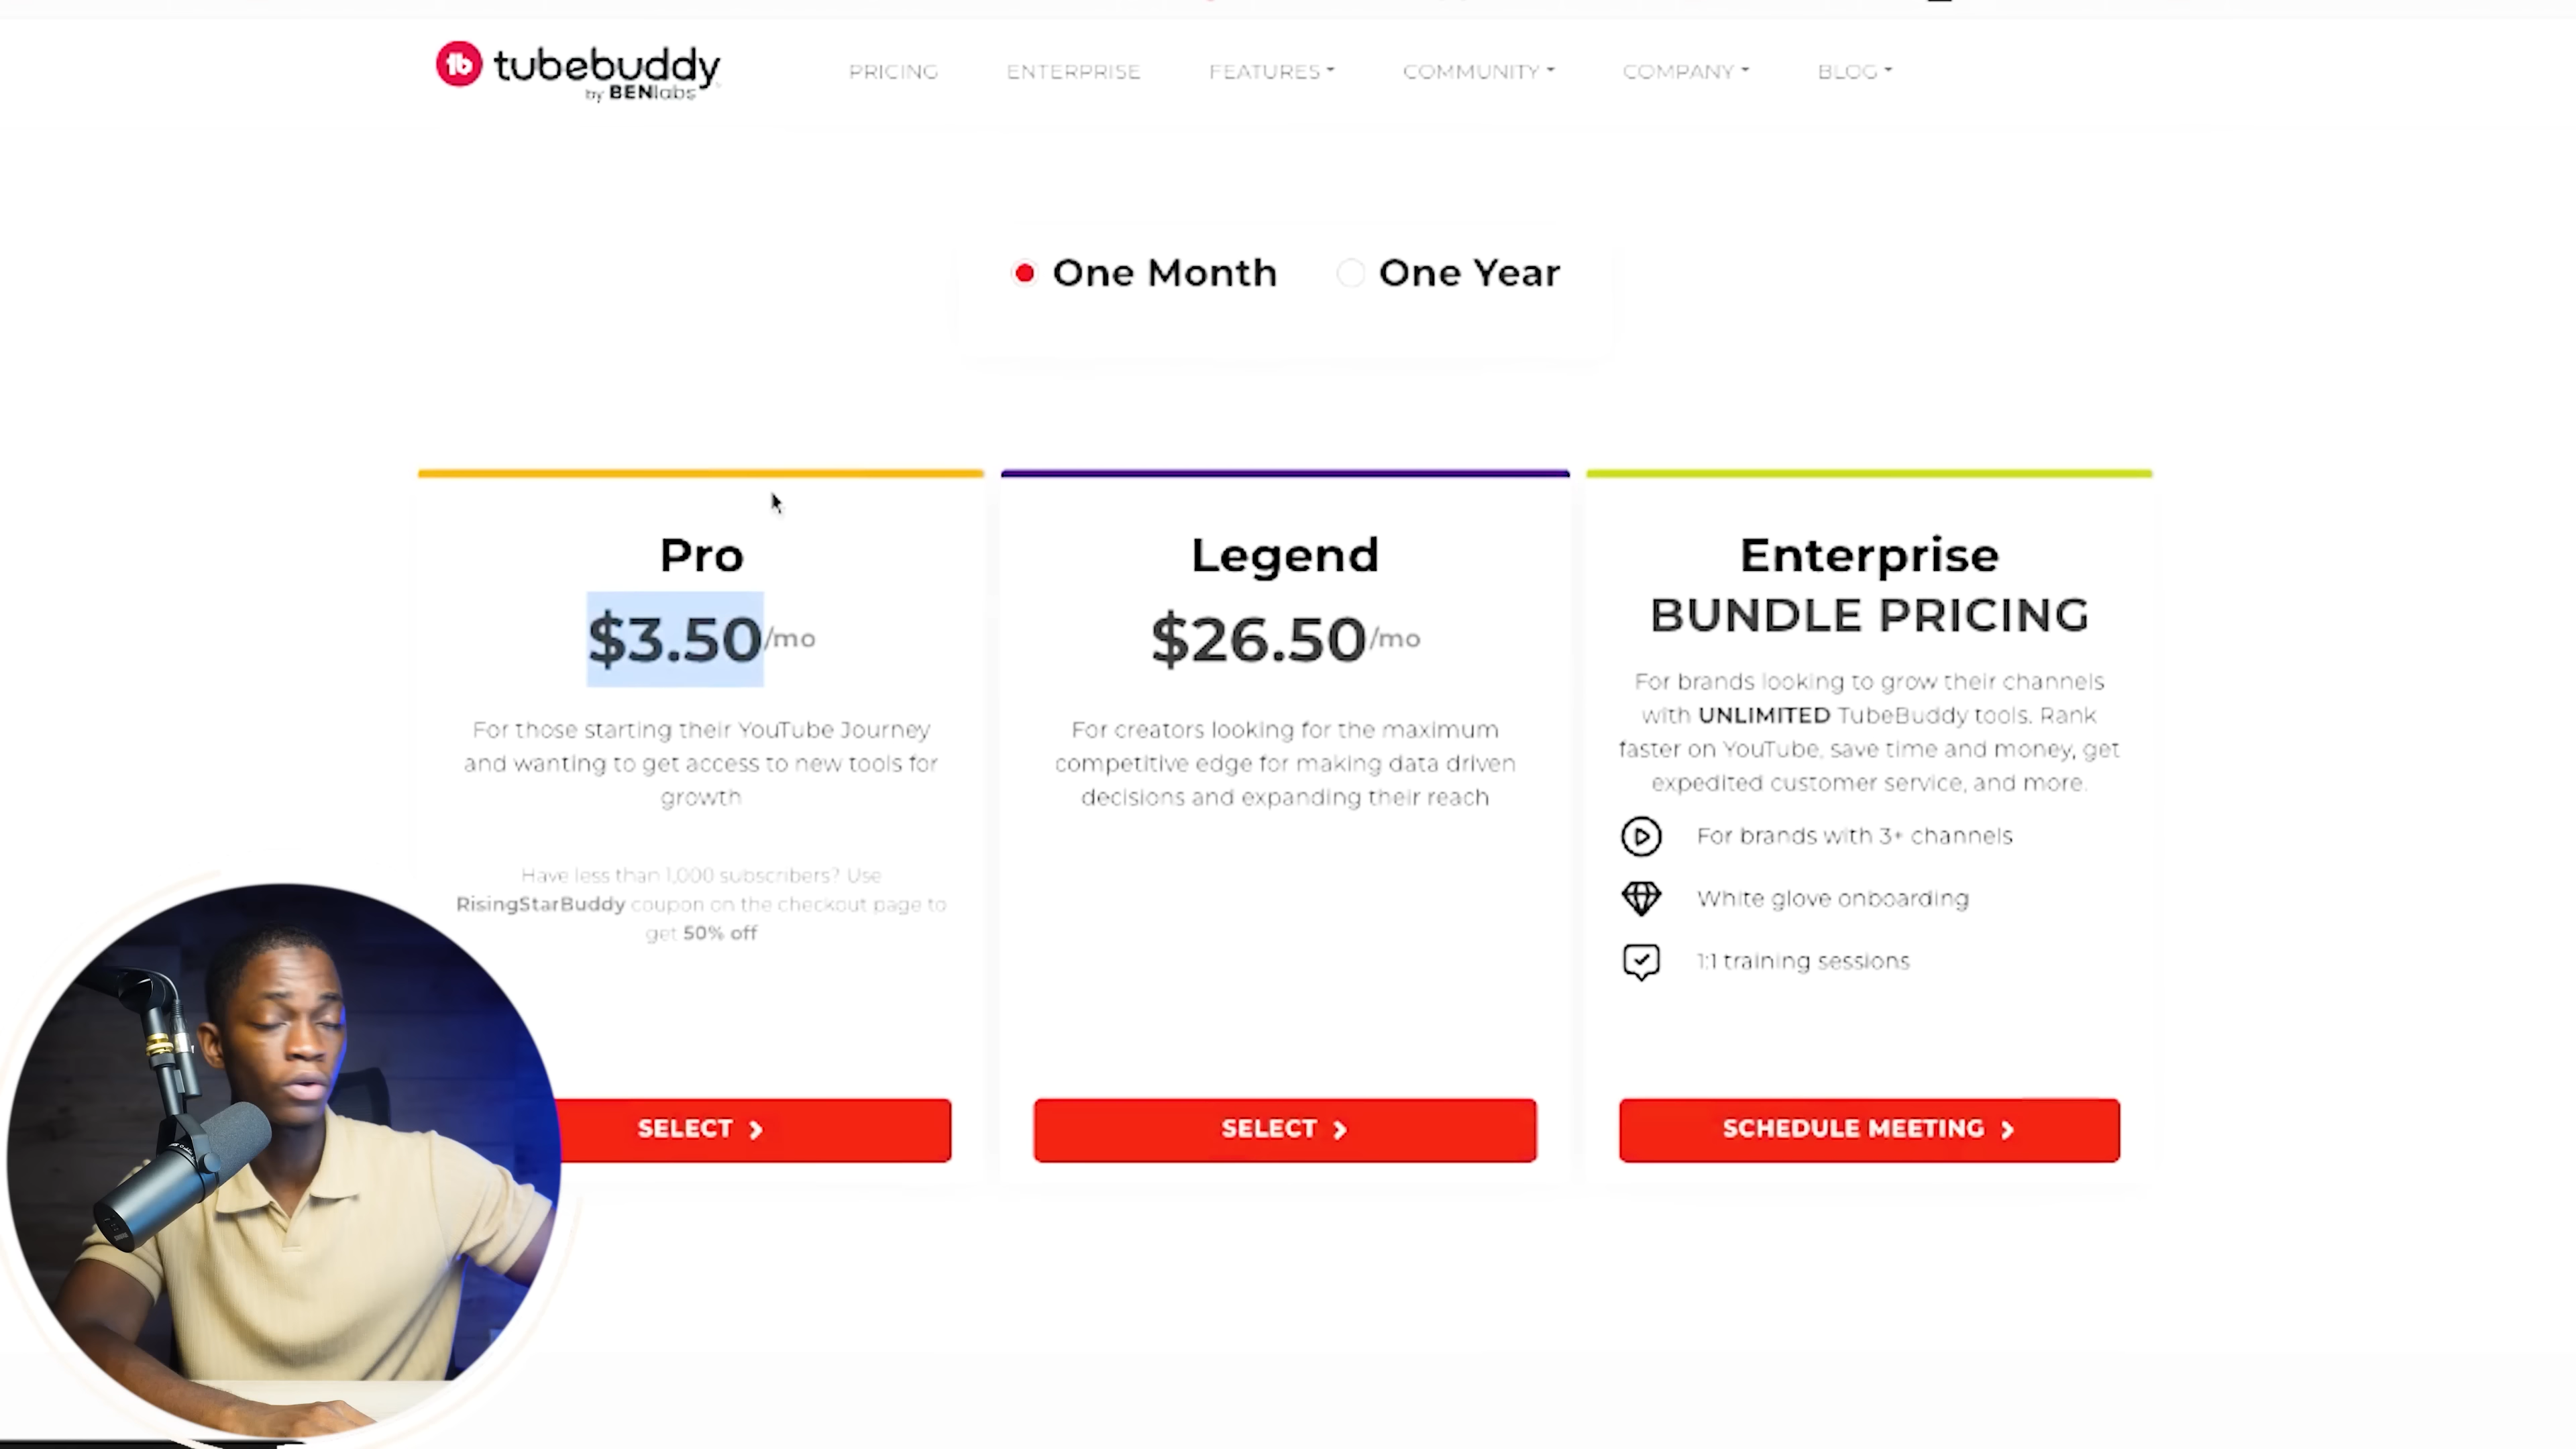 tubebuddy
by BENlabs
PRICING ENTERPRISE FEATURES COMMUNITY COMPANY BLOG
One Month One Year
Pro
$3.50/mo
For those starting their YouTube Journey
and wanting to get access to new tools for
growth
Have less than 1,000 subscribers? Use
RisingStarBuddy coupon on the checkout page to
get 50% off
SELECT
Legend
$26.50/mo
For creators looking for the maximum
competitive edge for making data driven
decisions and expanding their reach
SELECT
Enterprise
BUNDLE PRICING
For brands looking to grow their channels
with UNLIMITED TubeBuddy tools. Rank
faster on YouTube, save time and money, get
expedited customer service, and more.
For brands with 3+ channels
White glove onboarding
1:1 training sessions
SCHEDULE MEETING